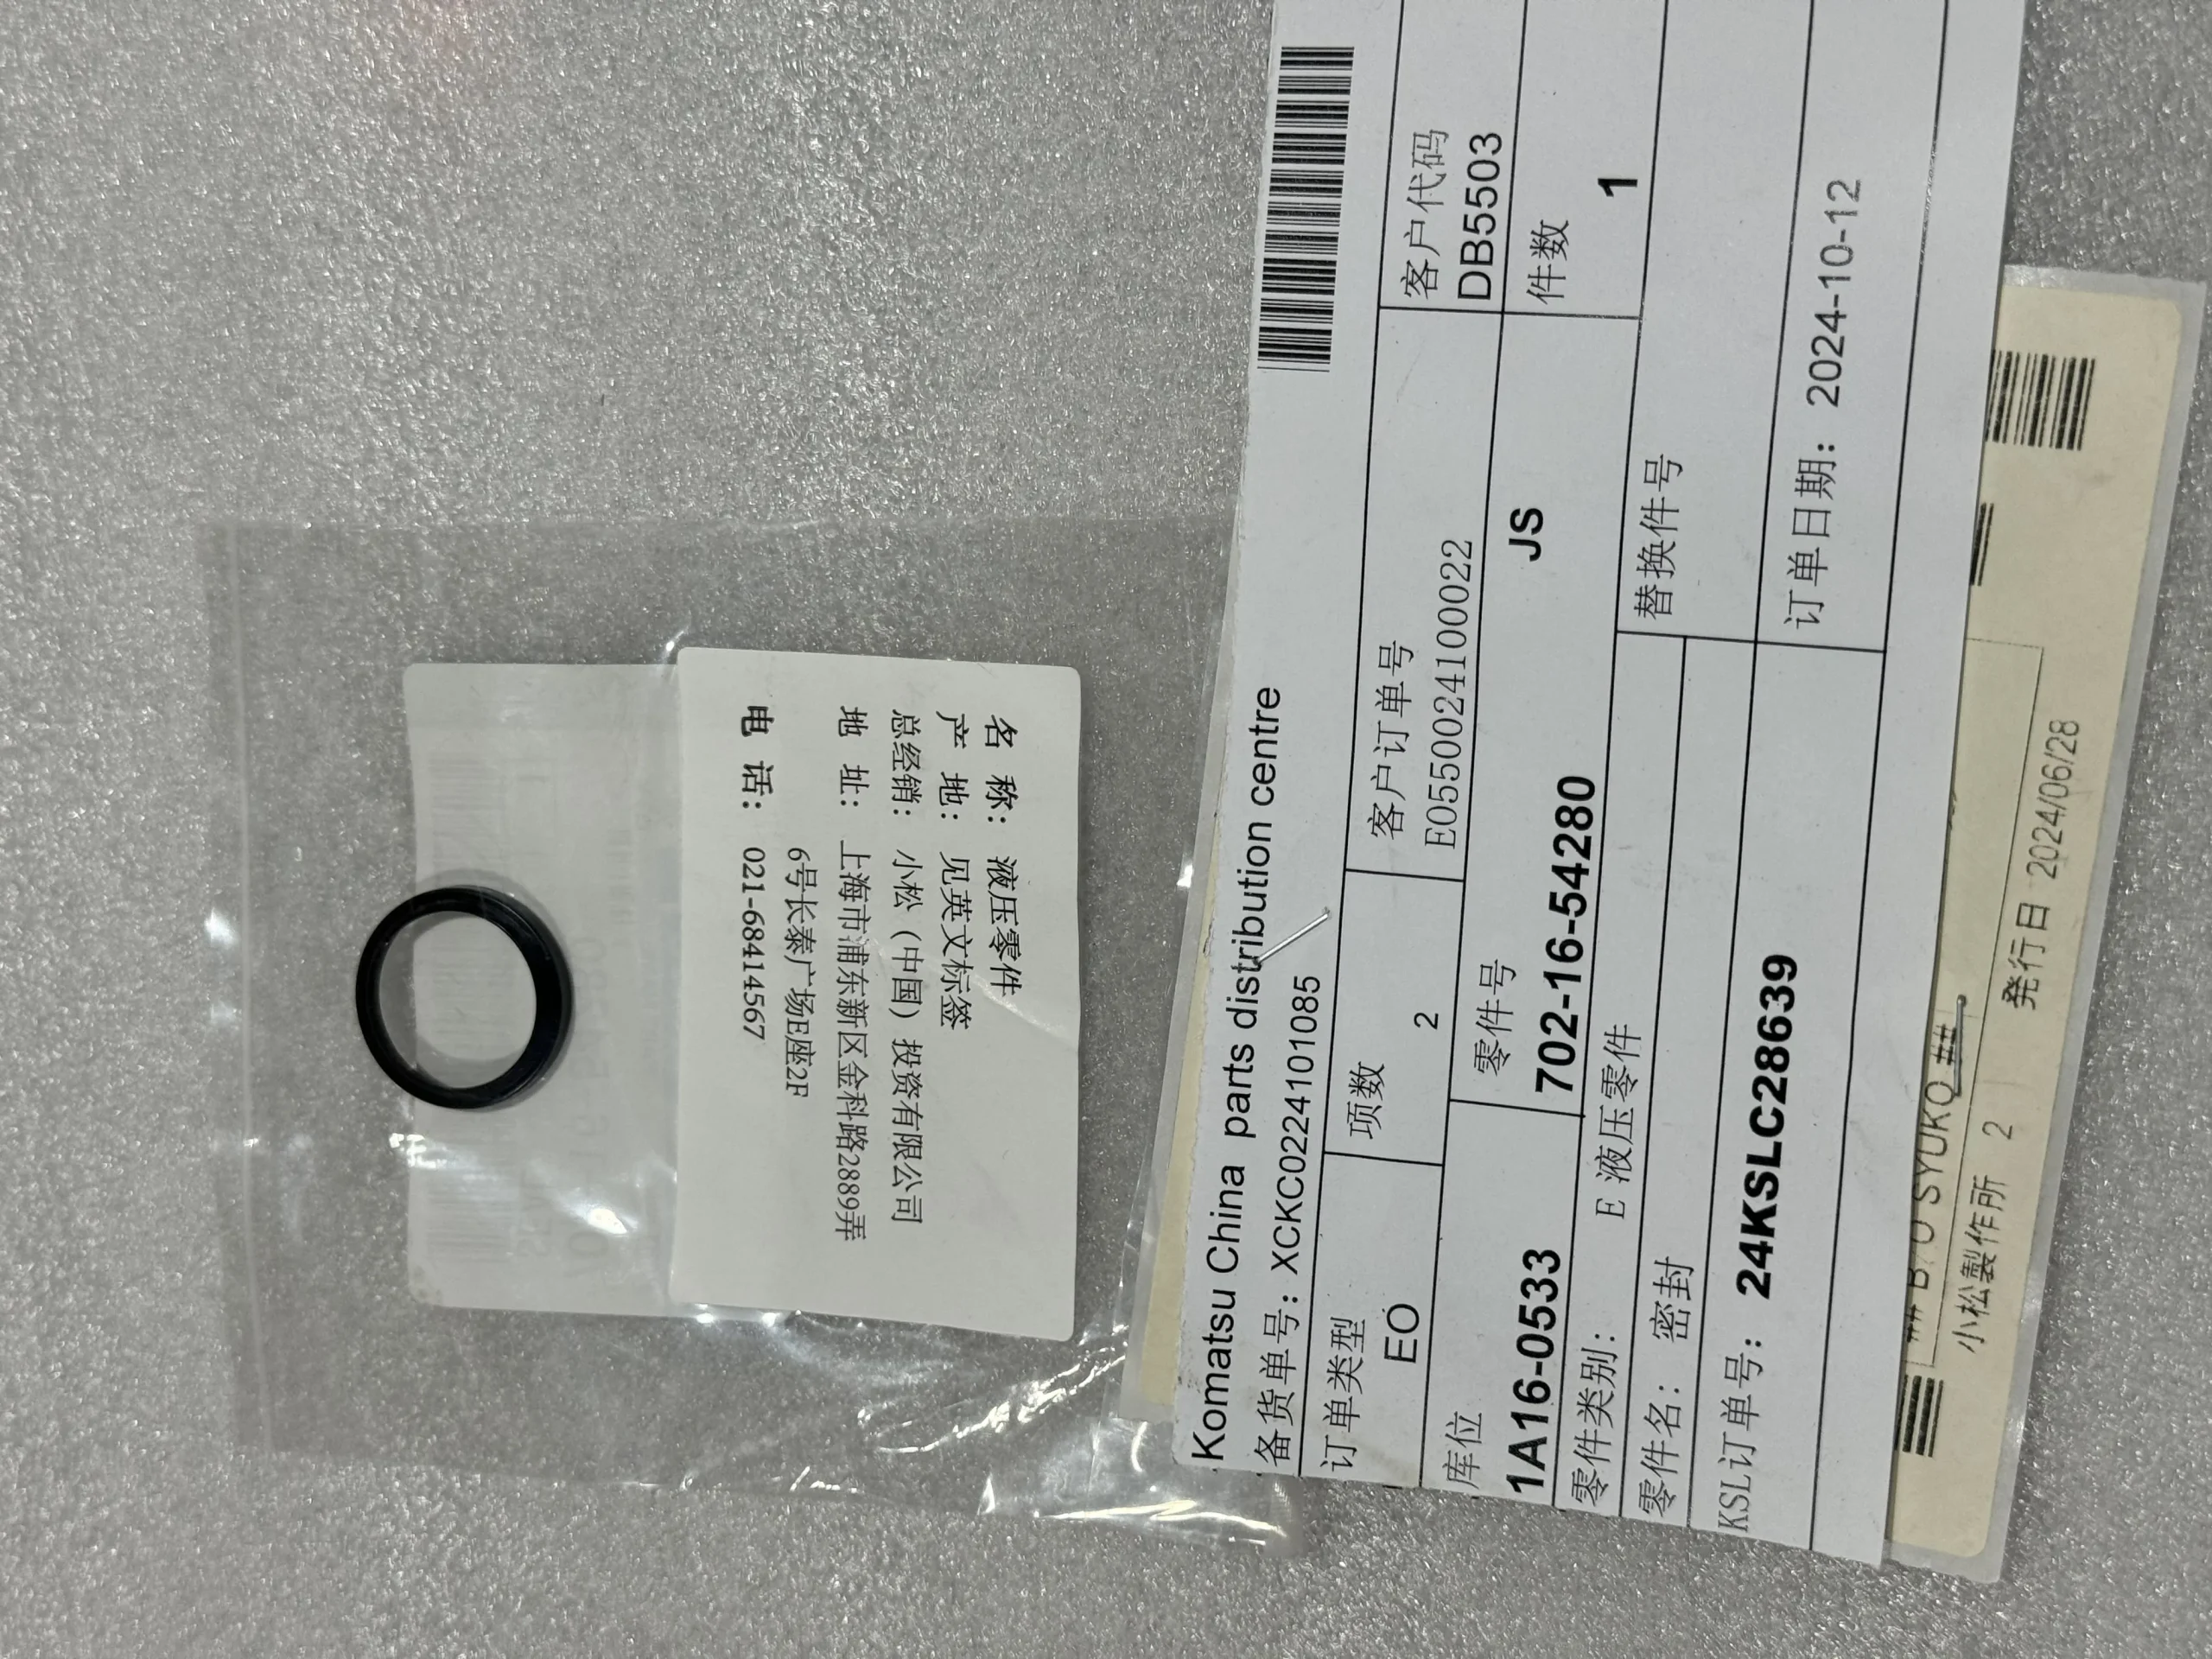 Komatsu China parts distribution centre
备货单号: XCKC022410101085
订单类型 项数 客户订单号 客户代码
EO 2 E05500241100022 DB5503
库位 零件号 件数
1A16-0533 702-16-54280 JS 1
零件类别: E 液压零件 替换件号
零件名: 密封
KSL订单号: 24KSLC28639 订单日期: 2024-10-12
SYUKO ##
小松製作所 2 発行日 2024/06/28
名 称: 液压零件
产 地: 见英文标签
总经销: 小松（中国）投资有限公司
地 址: 上海市浦东新区金科路2889弄
6号长泰广场E座2F
电 话: 021-68414567